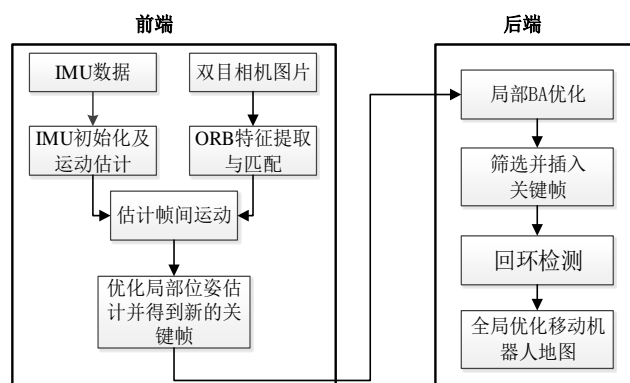 前端
IMU数据
双目相机图片
IMU初始化及
运动估计
ORB特征提取
与匹配
估计帧间运动
优化局部位姿估
计并得到新的关
键帧
后端
局部BA优化
筛选并插入
关键帧
回环检测
全局优化移动机
器人地图